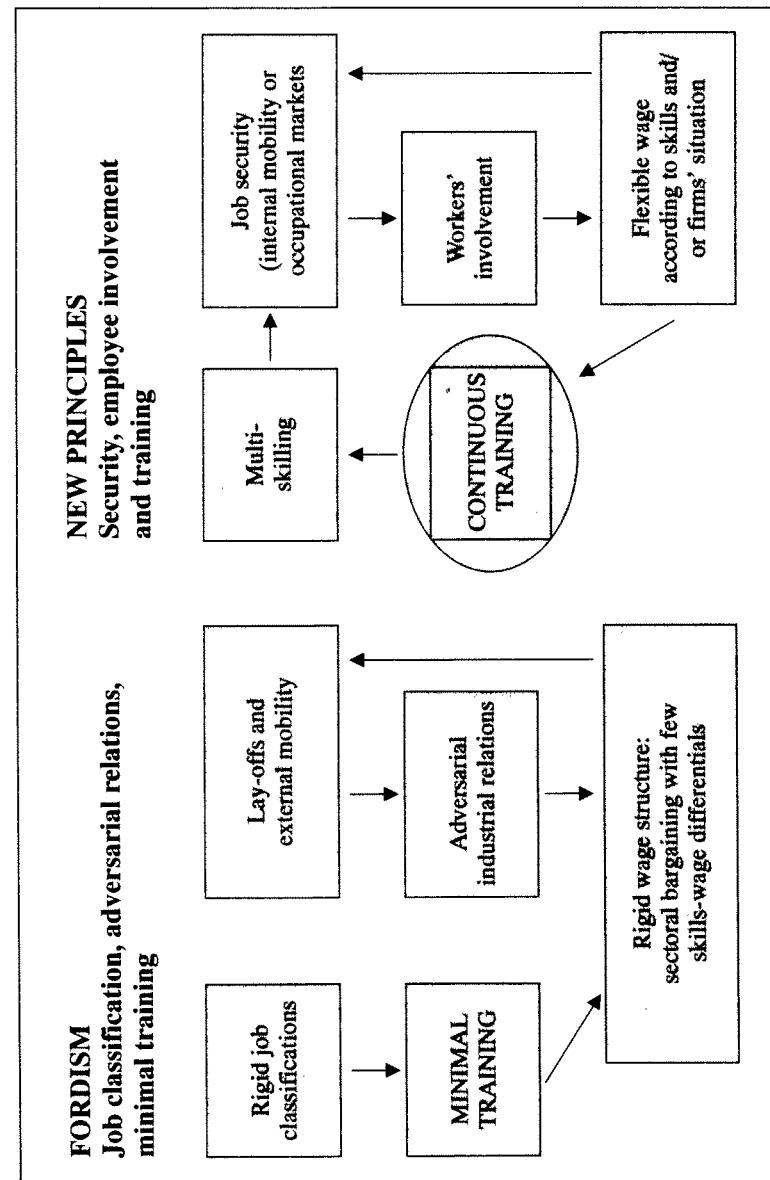 FORDISM
Job classification, adversarial relations,
minimal training
Rigid job
classifications
Lay-offs and
external mobility
MINIMAL
TRAINING
Adversarial
industrial relations
Rigid wage structure:
sectoral bargaining with few
skills-wage differentials
NEW PRINCIPLES
Security, employee involvement
and training
Multi-
skilling
Job security
(internal mobility or
occupational markets
CONTINUOUS
TRAINING
Workers'
involvement
Flexible wage
according to skills and/
or firms' situation